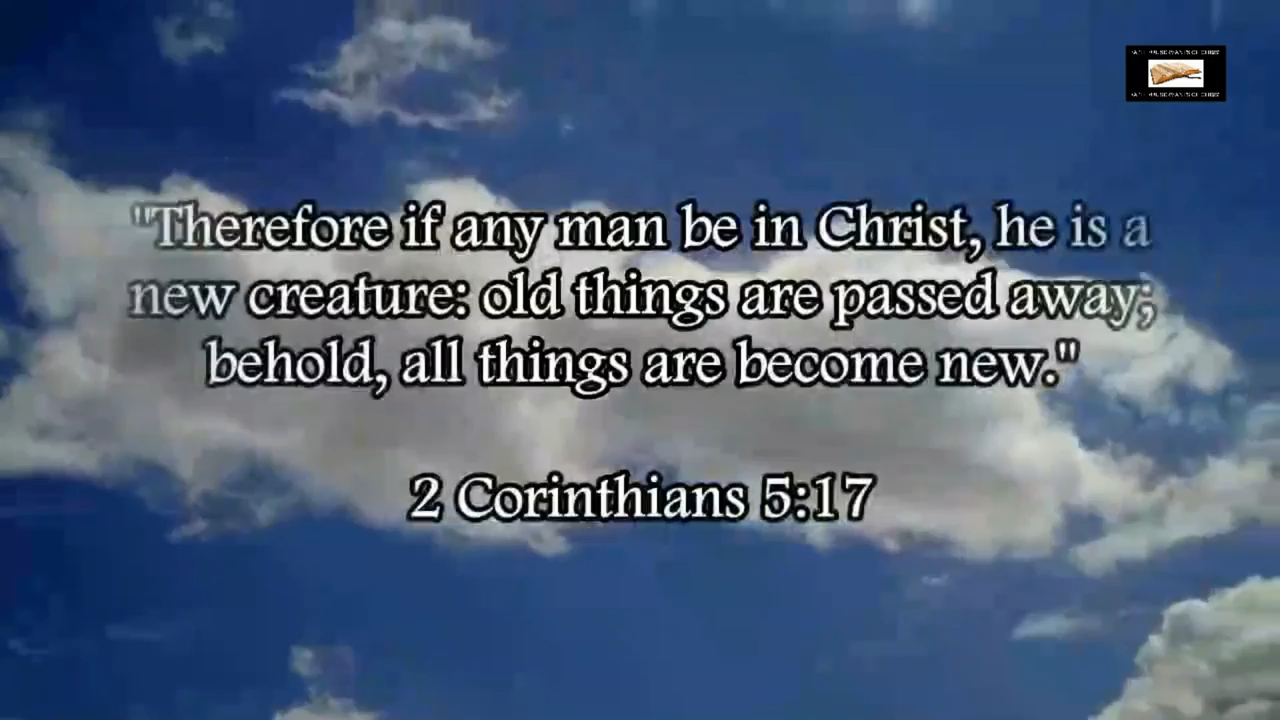 "Therefore if any man be in Christ, he is a
new creature: old things are passed away;
behold, all things are become new."
2 Corinthians 5:17